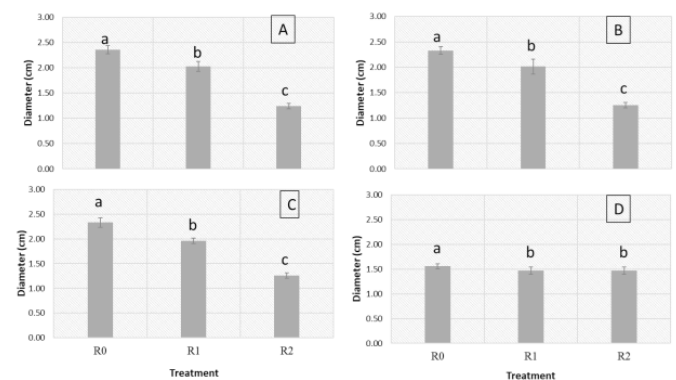 3.00
2.50
2.00
1.50
1.00
0.50
0.00
Diameter (cm)
A
a
b
c
3.00
2.50
2.00
1.50
1.00
0.50
0.00
Diameter (cm)
B
a
b
c
3.00
2.50
2.00
1.50
1.00
0.50
0.00
Diameter (cm)
C
a
b
c
R0 R1 R2
Treatment
3.00
2.50
2.00
1.50
1.00
0.50
0.00
Diameter (cm)
D
a
b
b
R0 R1 R2
Treatment